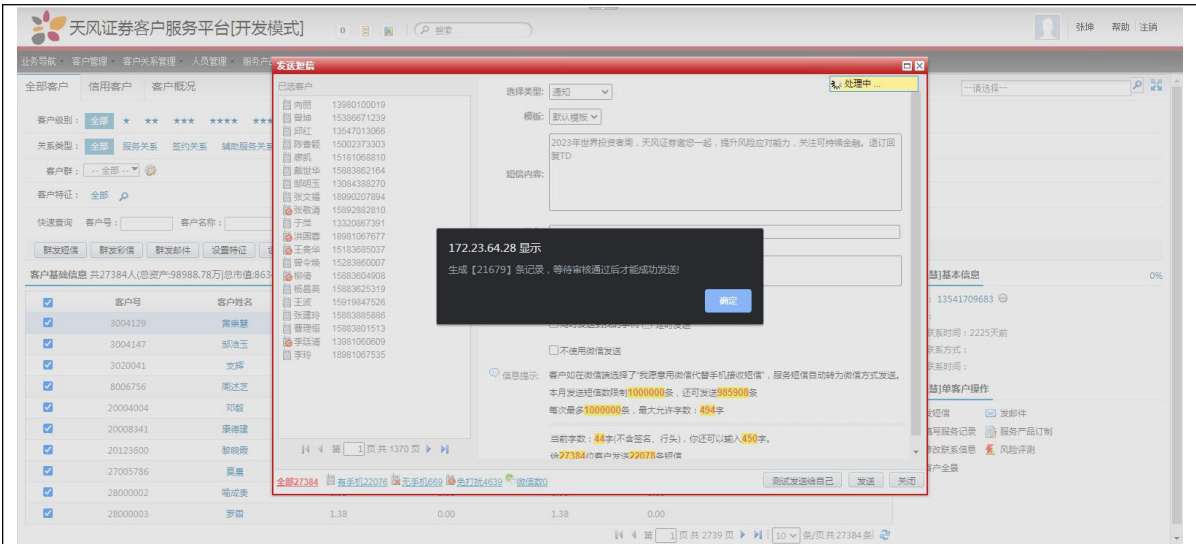 天风证券客户服务平台[开发模式]
0
搜索...
张坤 帮助 注销
业务导航 客户管理 客户关系管理 人员管理
全部客户 信用客户 客户概况
--请选择--
客户级别： 全部 ★ ★★ ★★★ ★★★★
关系类型： 全部 服务关系 签约关系 辅助服务关系
客户群： -- 全部 --
客户特征： 全部
快速查询 客户号： 客户名称：
群发短信 群发彩信 群发邮件 设置特征
客户基础信息 共27384人(总资产:98988.78万|总市值:863
客户号 客户姓名
3004129
3004147 邹洁玉
3020041 支辉
8006756 周达芝
20004004 邓毅
20008341 康德建
20123600 黎晓霞
27005786 莫晨
28000002 喻成贵
28000003 罗霜 1.38 0.00 1.38 0.00
第 1 页 共 2739 页 10 条/页 共 27384 条
发送短信
处理中 ...
已选客户
向丽 13980100019
曾坤 15386671239
邱红 13547013066
陈香颖 15002373303
廖凯 15181068810
戴世华 15883862164
邹明玉 13084388270
张文福 18990207894
张敬浦 15892882810
于洋 13320867391
洪国蓉 18981067677
王贵华 15183685037
曾令焕 15283860007
柳倩 15883604908
杨昌英 15883625319
王波 15919847526
张建玲 15883885886
曹理恒 15883801513
李廷清 13981060609
李玲 18981067535
第 1 页 共 1370 页
全部27384 有手机22076 无手机669 免打扰4639 微信数0
选择类型: 通知
模板: 默认模板
短信内容:
2023年世界投资者周，天风证券邀您一起，提升风险应对能力，关注可持续金融。退订回
复TD
172.23.64.28 显示
生成【21679】条记录，等待审核通过后才能成功发送!
确定
不使用微信发送
信息提示: 客户如在微信端选择了"我愿意用微信代替手机接收短信"，服务短信自动转为微信方式发送。
本月发送短信数限制1000000条，还可发送985908条
每次最多1000000条，最大允许字数：494字
当前字数：44字(不含签名、行头)，你还可以输入450字。
给27384位客户发送22078条短信
测试发送给自己 发送 关闭
]基本信息 0%
13541709683
联系时间：2225天前
联系方式：
联系时间：
]单客户操作
发短信 发邮件
填写服务记录 服务产品订制
修改联系信息 风险评测
客户全景